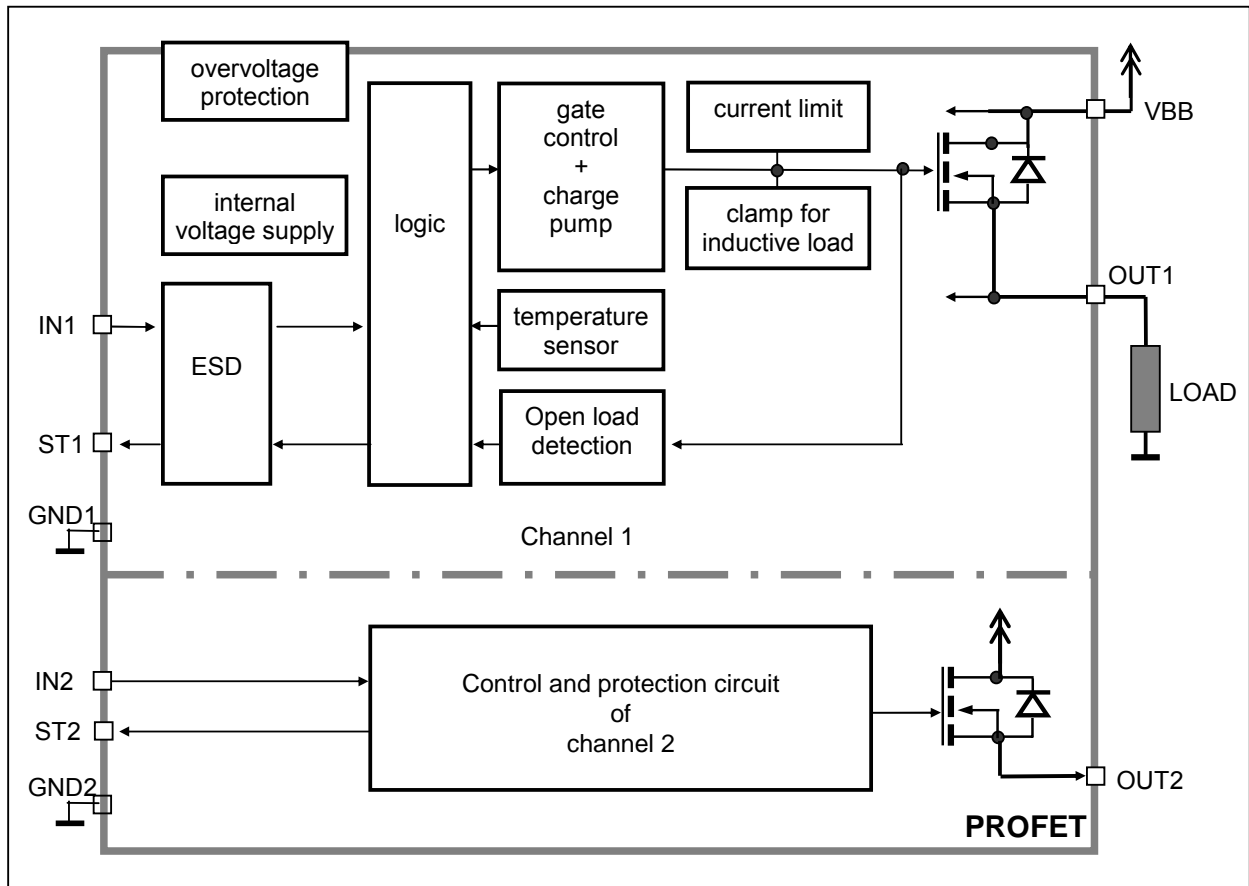 overvoltage
protection
internal
voltage supply
logic
gate
control
+
charge
pump
current limit
clamp for
inductive load
VBB
OUT1
LOAD
IN1
ESD
temperature
sensor
ST1
Open load
detection
GND1
Channel 1
IN2
ST2
GND2
Control and protection circuit
of
channel 2
OUT2
PROFET